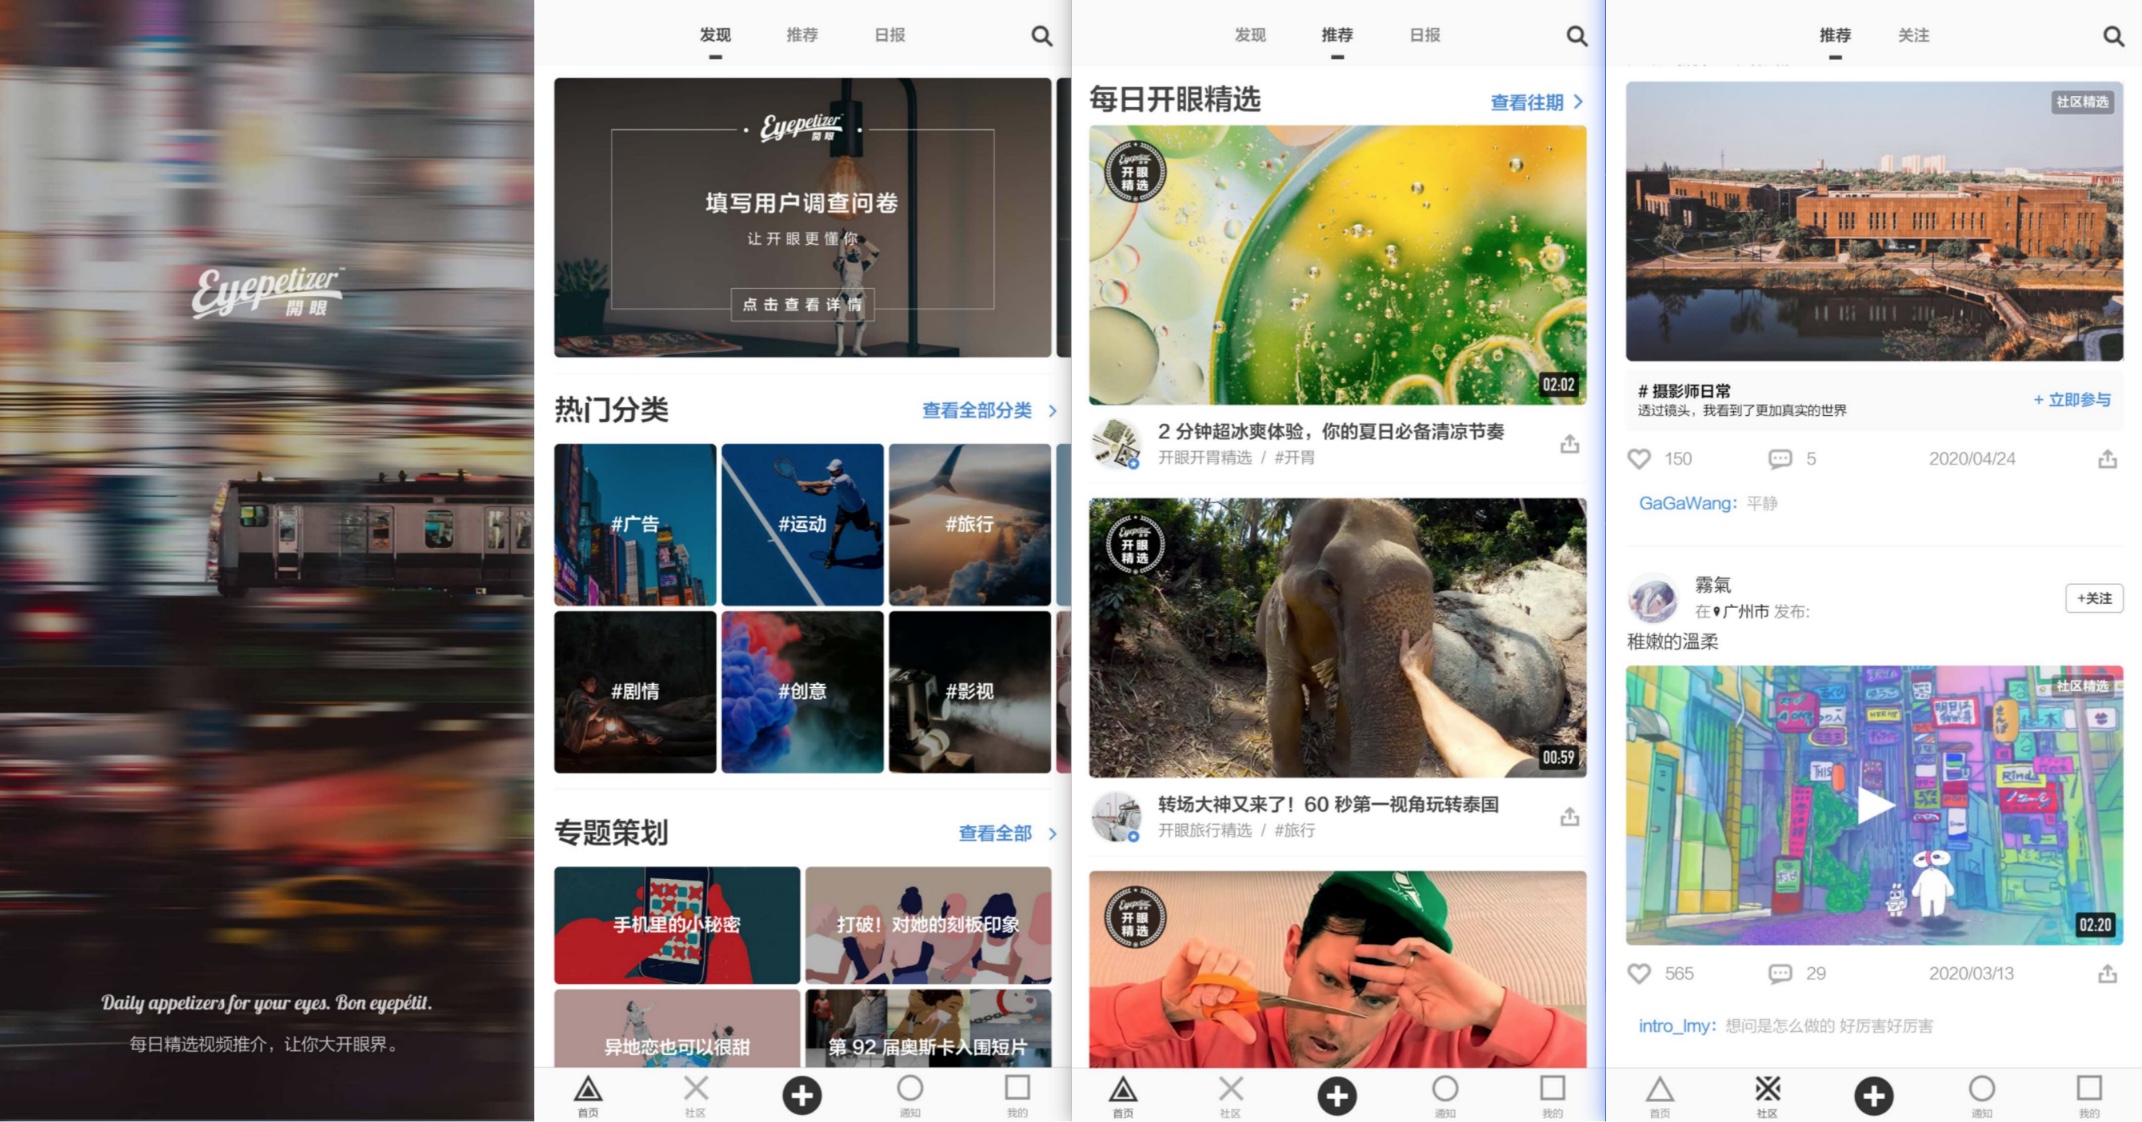 Eyepetizer
開眼
Daily appetizers for your eyes. Bon eyepétit.
每日精选视频推介，让你大开眼界。
发现 推荐 日报
Eyepetizer
開眼
填写用户调查问卷
让开眼更懂你
点击查看详情
热门分类 查看全部分类
#广告 #运动 #旅行
#剧情 #创意 #影视
专题策划 查看全部
手机里的小秘密 打破！对她的刻板印象
异地恋也可以很甜 第 92 届奥斯卡入围短片
首页 社区 通知 我的
发现 推荐 日报
每日开眼精选 查看往期
Eyepetizer
开眼
精选
02:02
2 分钟超冰爽体验，你的夏日必备清凉节奏
开眼开胃精选 / #开胃
Eyepetizer
开眼
精选
00:59
转场大神又来了！60 秒第一视角玩转泰国
开眼旅行精选 / #旅行
Eyepetizer
开眼
精选
首页 社区 通知 我的
推荐 关注
社区精选
# 摄影师日常
透过镜头，我看到了更加真实的世界
+ 立即参与
150 5 2020/04/24
GaGaWang：平静
霧氣
在广州市 发布:
+关注
稚嫩的温柔
社区精选
THIS
Rind
02:20
565 29 2020/03/13
intro_lmy：想问是怎么做的 好厉害好厉害
首页 社区 通知 我的